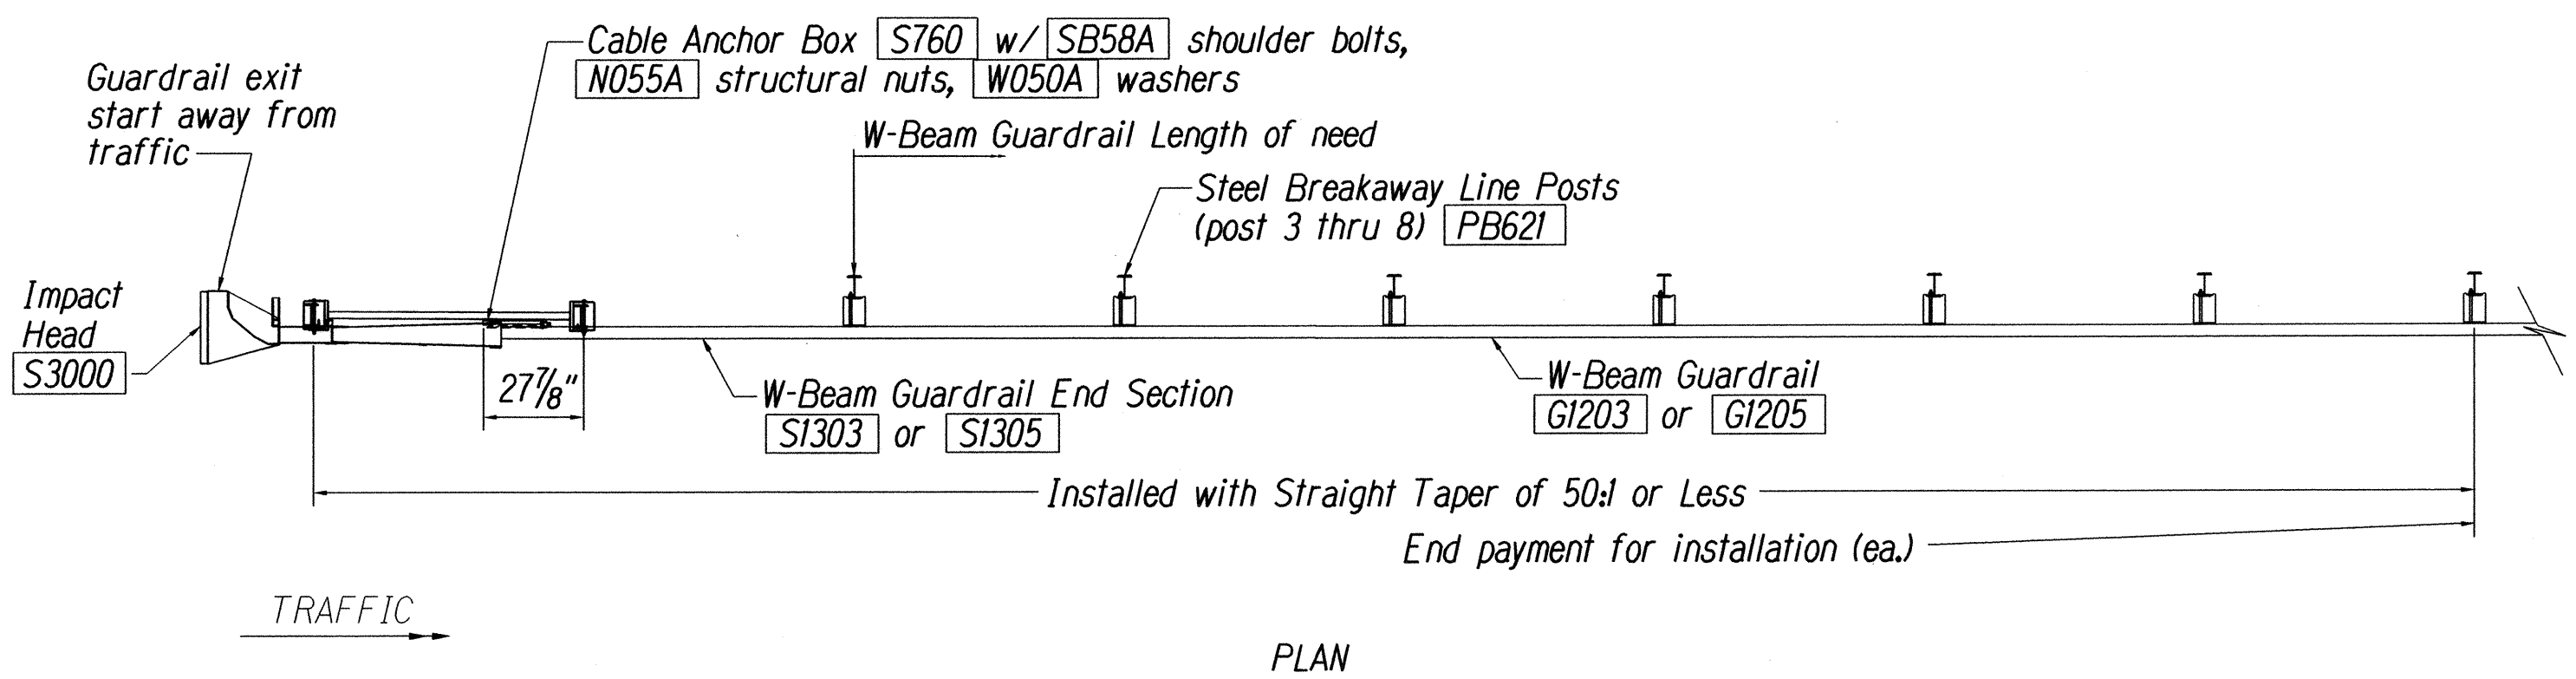 Cable Anchor Box S760 w/ SB58A shoulder bolts,
N055A structural nuts, W050A washers
Guardrail exit
start away from
traffic
W-Beam Guardrail Length of need
Steel Breakaway Line Posts
(post 3 thru 8) PB621
Impact
Head
S3000
27 7/8"
W-Beam Guardrail End Section
S1303 or S1305
W-Beam Guardrail
G1203 or G1205
Installed with Straight Taper of 50:1 or Less
End payment for installation (ea.)
TRAFFIC
PLAN